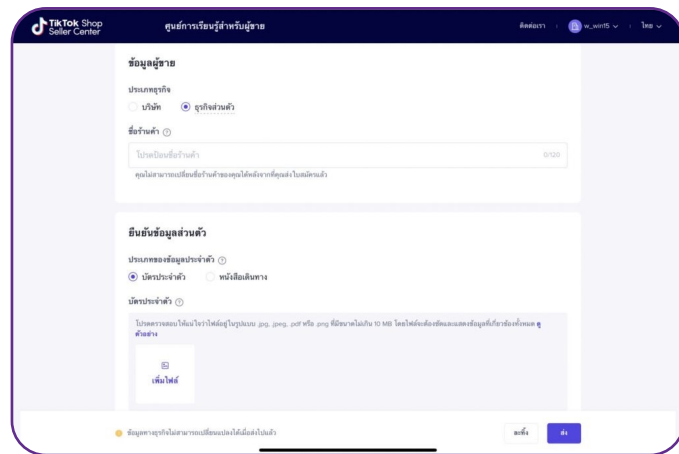 TikTok Shop
Seller Center
ศูนย์การเรียนรู้สำหรับผู้ขาย
ติดต่อเรา
w_win15
ไทย
ข้อมูลผู้ขาย
ประเภทธุรกิจ
บริษัท
ธุรกิจส่วนตัว
ชื่อร้านค้า
โปรดป้อนชื่อร้านค้า
0/120
คุณไม่สามารถเปลี่ยนชื่อร้านค้าของคุณได้หลังจากที่คุณส่งใบสมัครแล้ว
ยืนยันข้อมูลส่วนตัว
ประเภทของข้อมูลประจำตัว
บัตรประจำตัว
หนังสือเดินทาง
บัตรประจำตัว
โปรดตรวจสอบให้แน่ใจว่าไฟล์อยู่ในรูปแบบ .jpg, .jpeg, .pdf หรือ .png ที่มีขนาดไม่เกิน 10 MB โดยไฟล์จะต้องชัดและแสดงข้อมูลที่เกี่ยวข้องทั้งหมด ดู
ตัวอย่าง
เพิ่มไฟล์
ข้อมูลทางธุรกิจไม่สามารถเปลี่ยนแปลงได้เมื่อส่งไปแล้ว
ละทิ้ง
ส่ง